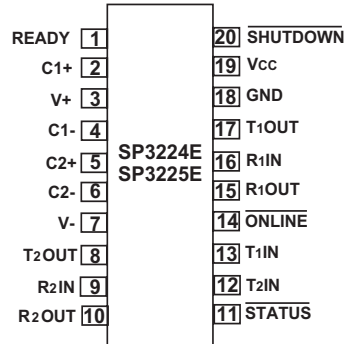 READY 1
C1+ 2
V+ 3
C1- 4
C2+ 5
C2- 6
V- 7
T2OUT 8
R2IN 9
R2OUT 10
SP3224E
SP3225E
20 SHUTDOWN
19 VCC
18 GND
17 T1OUT
16 R1IN
15 R1OUT
14 ONLINE
13 T1IN
12 T2IN
11 STATUS